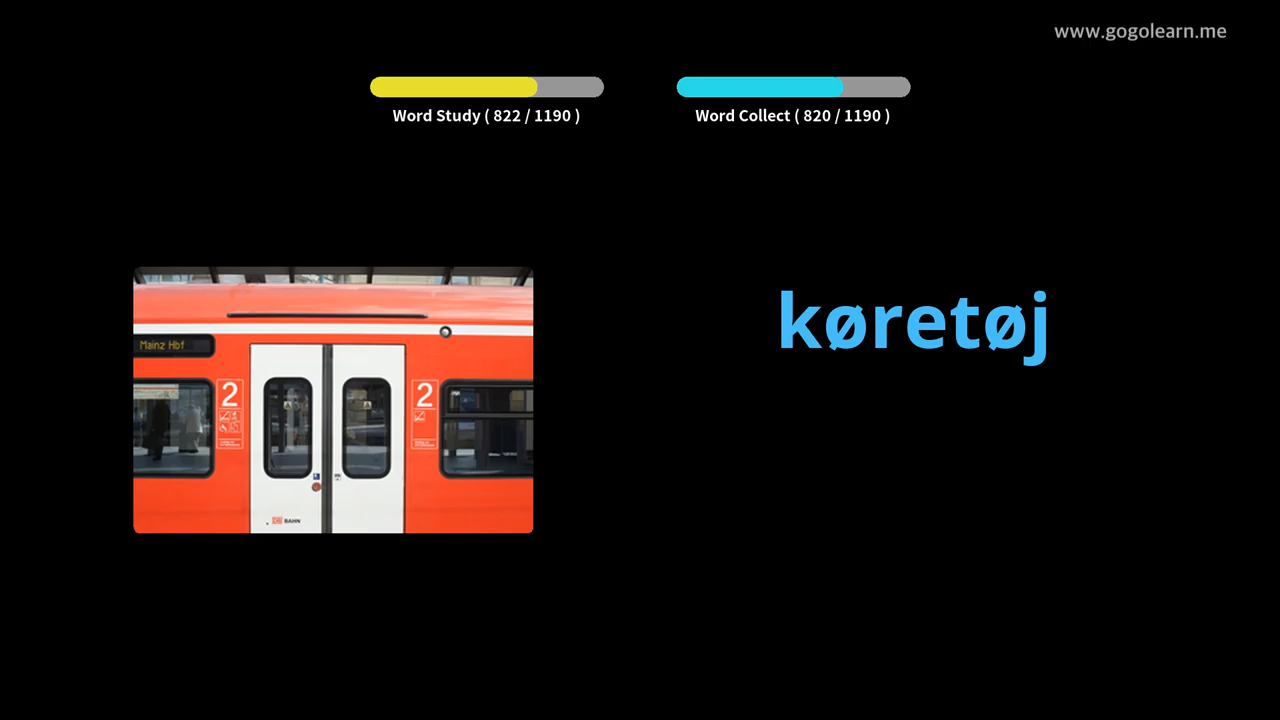 www.gogolearn.me
Word Study ( 822 / 1190 )
Word Collect ( 820 / 1190 )
køretøj
Mainz Hbf
2
2
DB BAHN